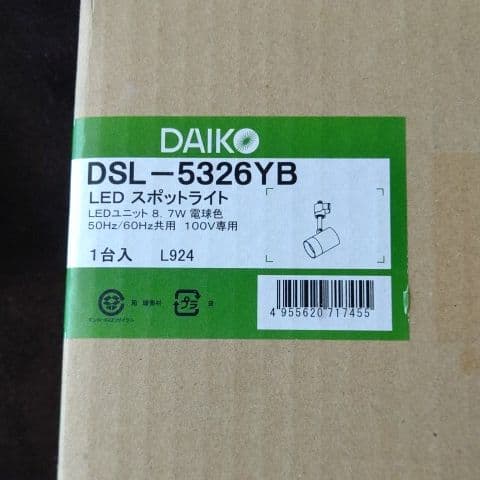 DAIKO
DSL-5326YB
LED スポットライト
LEDユニット 8.7W 電球色
50Hz/60Hz共用 100V専用
1台入 L924
プラ
4 955620 717455